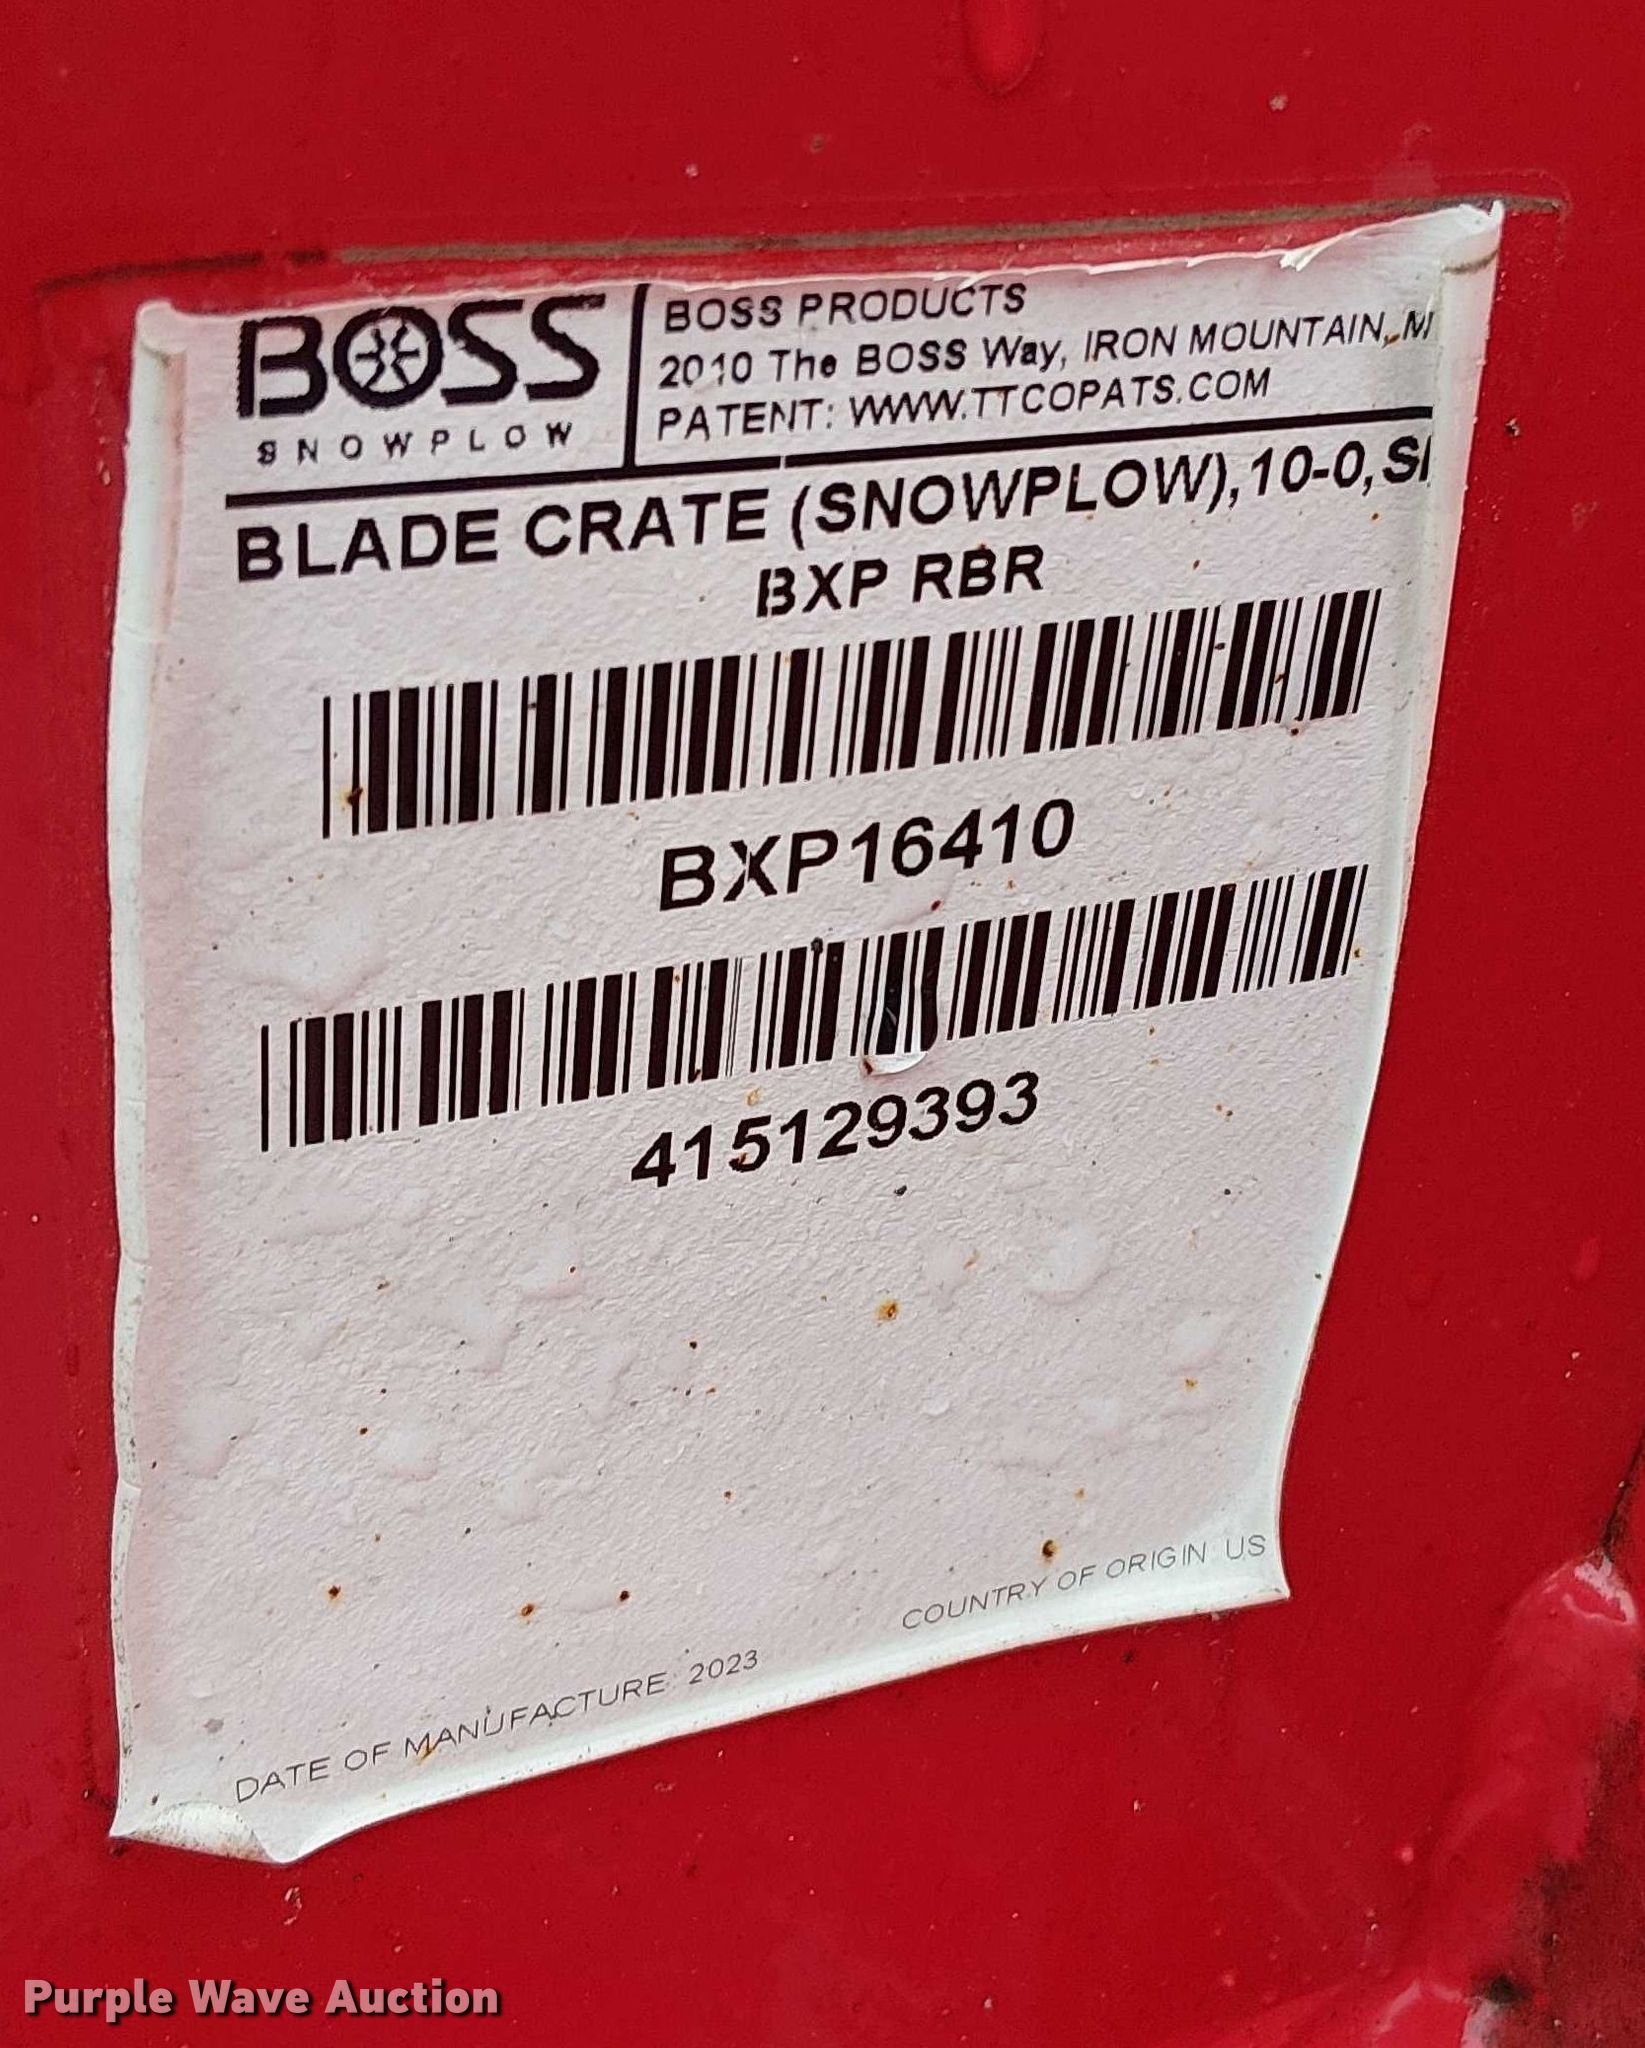 BOSS
SNOWPLOW
BOSS PRODUCTS
2010 The BOSS Way, IRON MOUNTAIN, M
PATENT: WWW.TTCOPATS.COM
BLADE CRATE (SNOWPLOW),10-0,S
BXP RBR
BXP16410
415129393
COUNTRY OF ORIGIN US
DATE OF MANUFACTURE: 2023
Purple Wave Auction